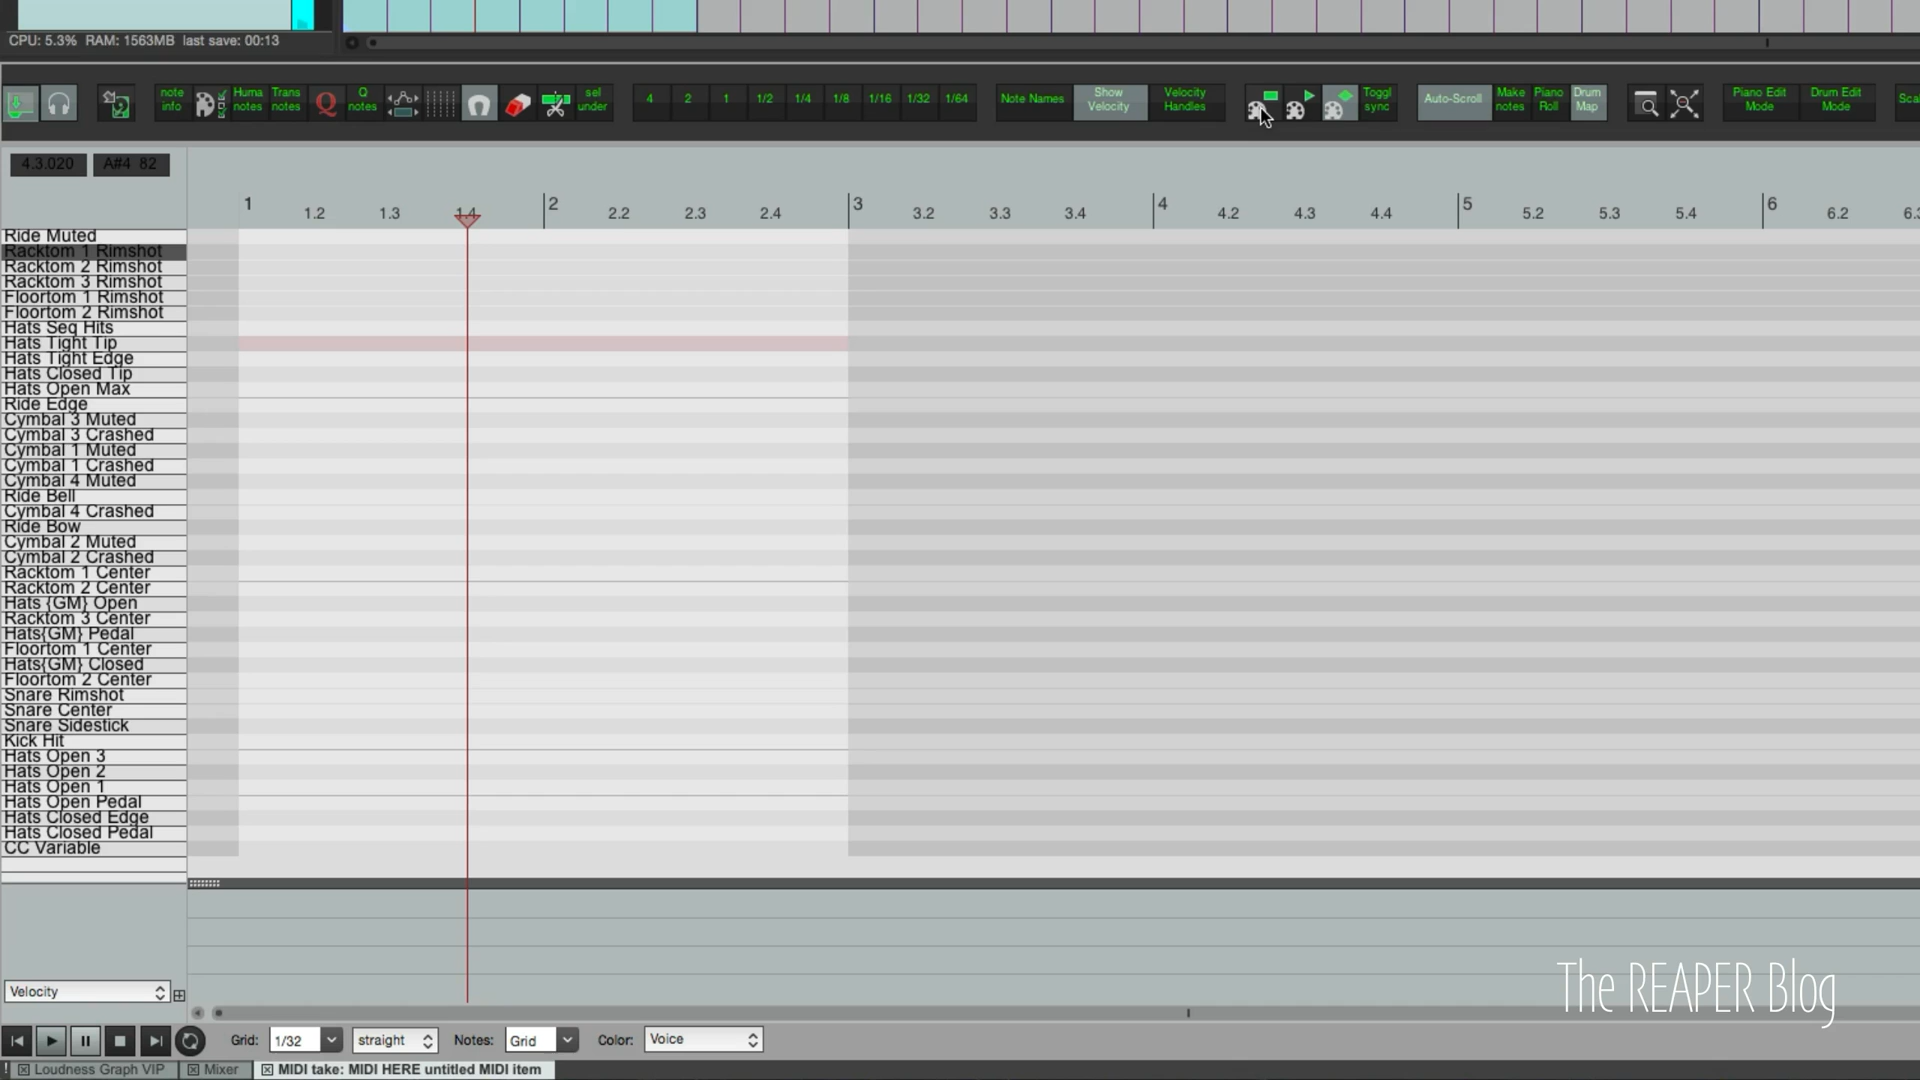 CPU: 5.3% RAM: 1563MB last save: 00:13
note info
Huma notes
Trans notes
Q
Q notes
sel under
4 2 1 1/2 1/4 1/8 1/16 1/32 1/64
Note Names
Show Velocity
Velocity Handles
Toggl sync
Auto-Scroll
Make notes
Piano Roll
Drum Map
Piano Edit Mode
Drum Edit Mode
Scal
4.3.020 A#4 82
1 1.2 1.3 1.4 2 2.2 2.3 2.4 3 3.2 3.3 3.4 4 4.2 4.3 4.4 5 5.2 5.3 5.4 6 6.2 6.3
Ride Muted
Racktom 1 Rimshot
Racktom 2 Rimshot
Racktom 3 Rimshot
Floortom 1 Rimshot
Floortom 2 Rimshot
Hats Seq Hits
Hats Tight Tip
Hats Tight Edge
Hats Closed Tip
Hats Open Max
Ride Edge
Cymbal 3 Muted
Cymbal 3 Crashed
Cymbal 1 Muted
Cymbal 1 Crashed
Cymbal 4 Muted
Ride Bell
Cymbal 4 Crashed
Ride Bow
Cymbal 2 Muted
Cymbal 2 Crashed
Racktom 1 Center
Racktom 2 Center
Hats {GM} Open
Racktom 3 Center
Hats{GM} Pedal
Floortom 1 Center
Hats{GM} Closed
Floortom 2 Center
Snare Rimshot
Snare Center
Snare Sidestick
Kick Hit
Hats Open 3
Hats Open 2
Hats Open 1
Hats Open Pedal
Hats Closed Edge
Hats Closed Pedal
CC Variable
Velocity
The REAPER Blog
Grid: 1/32 straight Notes: Grid Color: Voice
! Loudness Graph VIP Mixer MIDI take: MIDI HERE untitled MIDI item